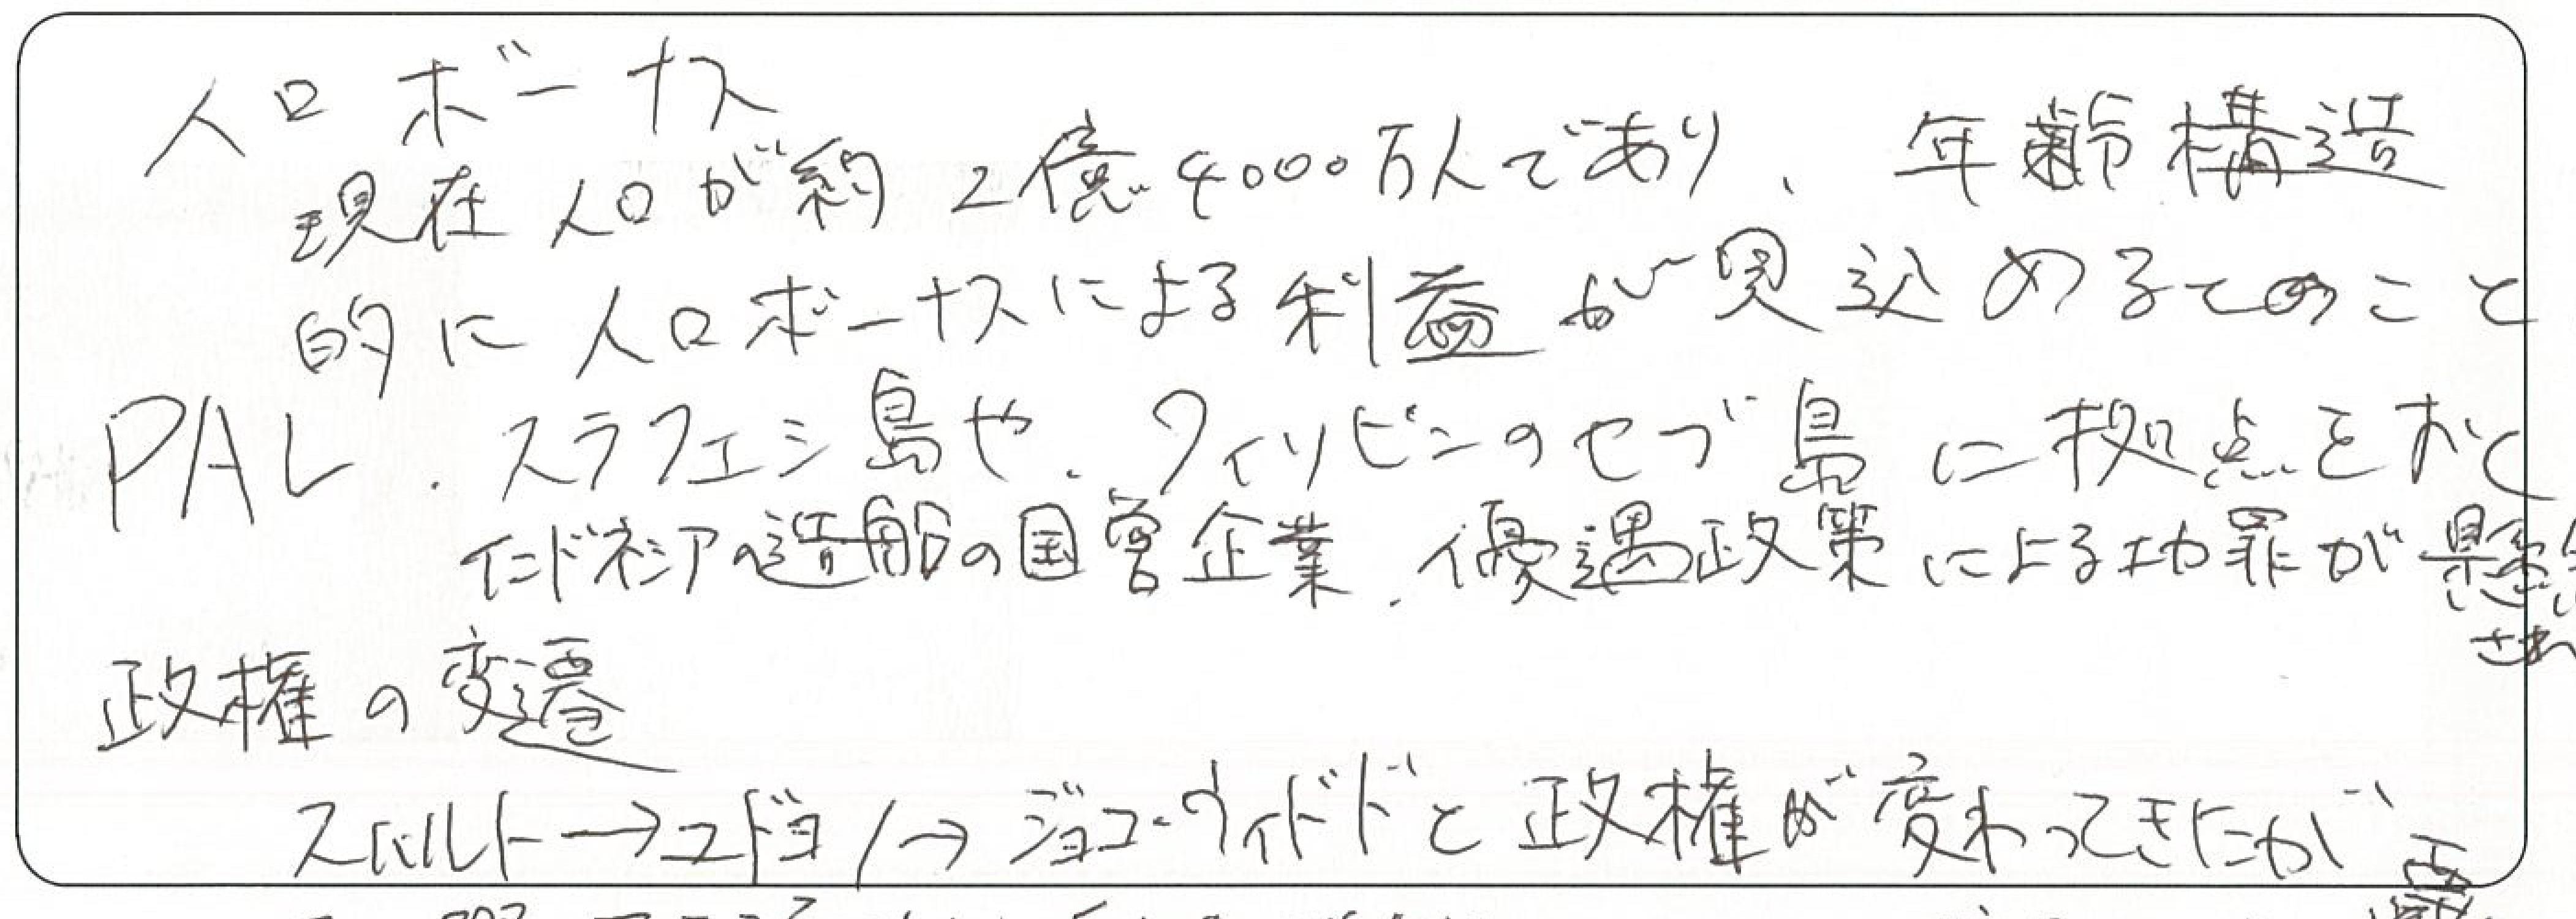 人口ボーナス
現在人口が約2億4000万人であり、年齢構造
的に人口ボーナスによる利益が見込めるとのこと
PAL. スラフェシ島や、フィリピンのセブ島に拠点をおく
インドネシアの造船の国営企業、優遇政策による功罪が懸念
され
政権の変遷
スハルト→ユドヨノ→ジョコ・ウィドドと政権が変わってきたが